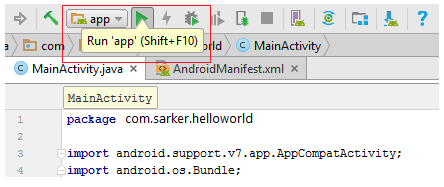 app
Run 'app' (Shift+F10)
com
world
MainActivity
MainActivity.java
AndroidManifest.xml
MainActivity
1
package com.sarker.helloworld
2
3
import android.support.v7.app.AppCompatActivity;
4
import android.os.Bundle;